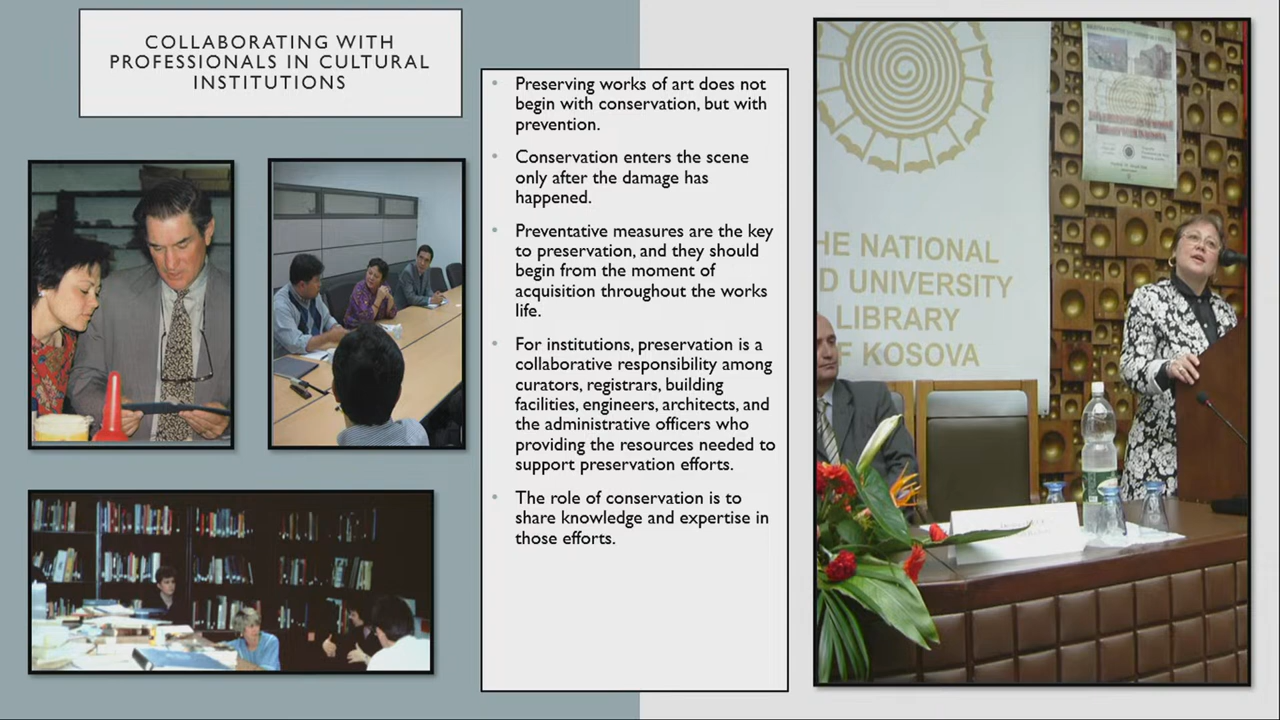 COLLABORATING WITH
PROFESSIONALS IN CULTURAL
INSTITUTIONS
• Preserving works of art does not
begin with conservation, but with
prevention.
• Conservation enters the scene
only after the damage has
happened.
• Preventative measures are the key
to preservation, and they should
begin from the moment of
acquisition throughout the works
life.
• For institutions, preservation is a
collaborative responsibility among
curators, registrars, building
facilities, engineers, architects, and
the administrative officers who
providing the resources needed to
support preservation efforts.
• The role of conservation is to
share knowledge and expertise in
those efforts.
HE NATIONAL
D UNIVERSITY
LIBRARY
F KOSOVA